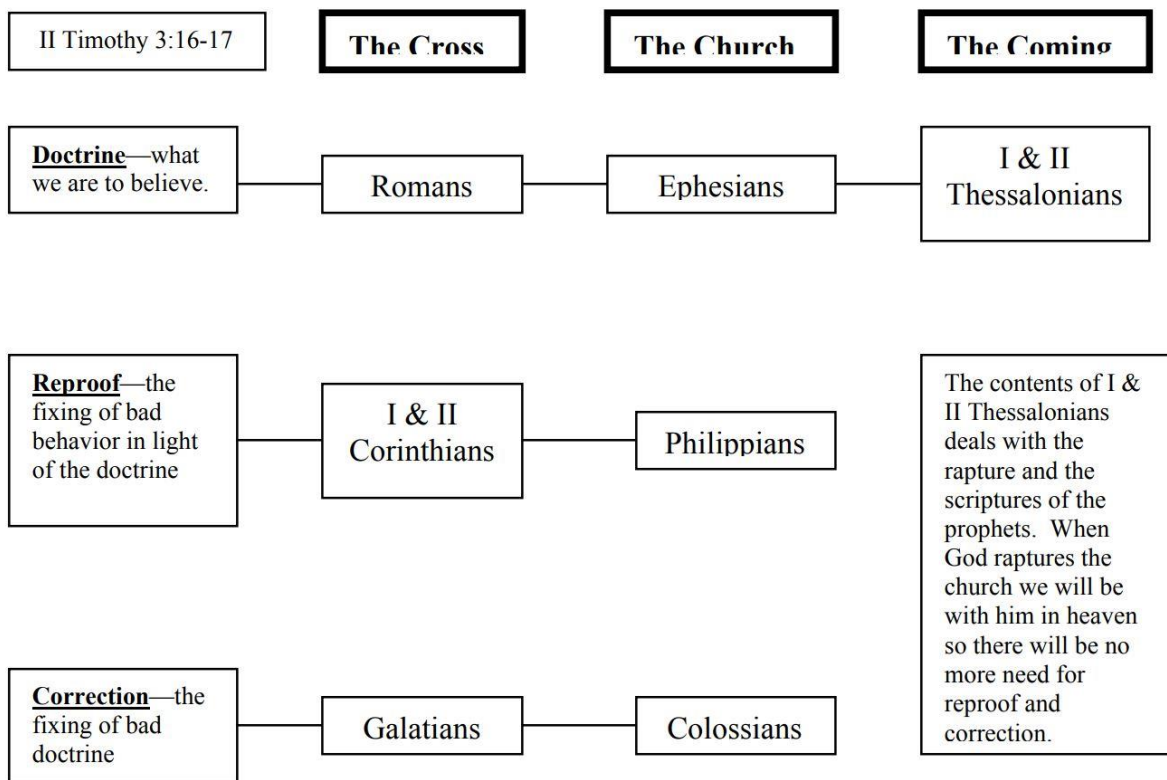 II Timothy 3:16-17
The Cross
The Church
The Coming
Doctrine—what
we are to believe.
Romans
Ephesians
I & II
Thessalonians
Reproof—the
fixing of bad
behavior in light
of the doctrine
I & II
Corinthians
Philippians
The contents of I &
II Thessalonians
deals with the
rapture and the
scriptures of the
prophets. When
God raptures the
church we will be
with him in heaven
so there will be no
more need for
reproof and
correction.
Correction—the
fixing of bad
doctrine
Galatians
Colossians